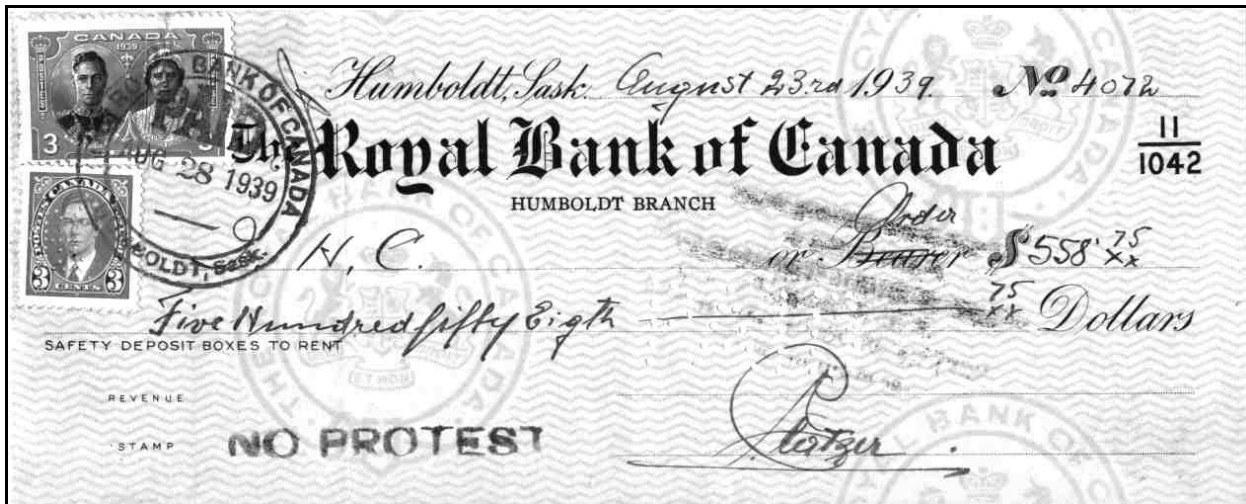 CANADA
1939
3
POSTES CANADA POSTAGE
3 CENTS 3
BANK OF CANADA
AUG 28 1939
HUMBOLDT, Sask.
Humboldt, Sask. August 23rd 1939. No 4072
The Royal Bank of Canada
11
1042
HUMBOLDT BRANCH
Order
H, C. or Bearer $558 75/xx
Five Hundred fifty Eigth 75/xx Dollars
SAFETY DEPOSIT BOXES TO RENT
REVENUE
STAMP
NO PROTEST